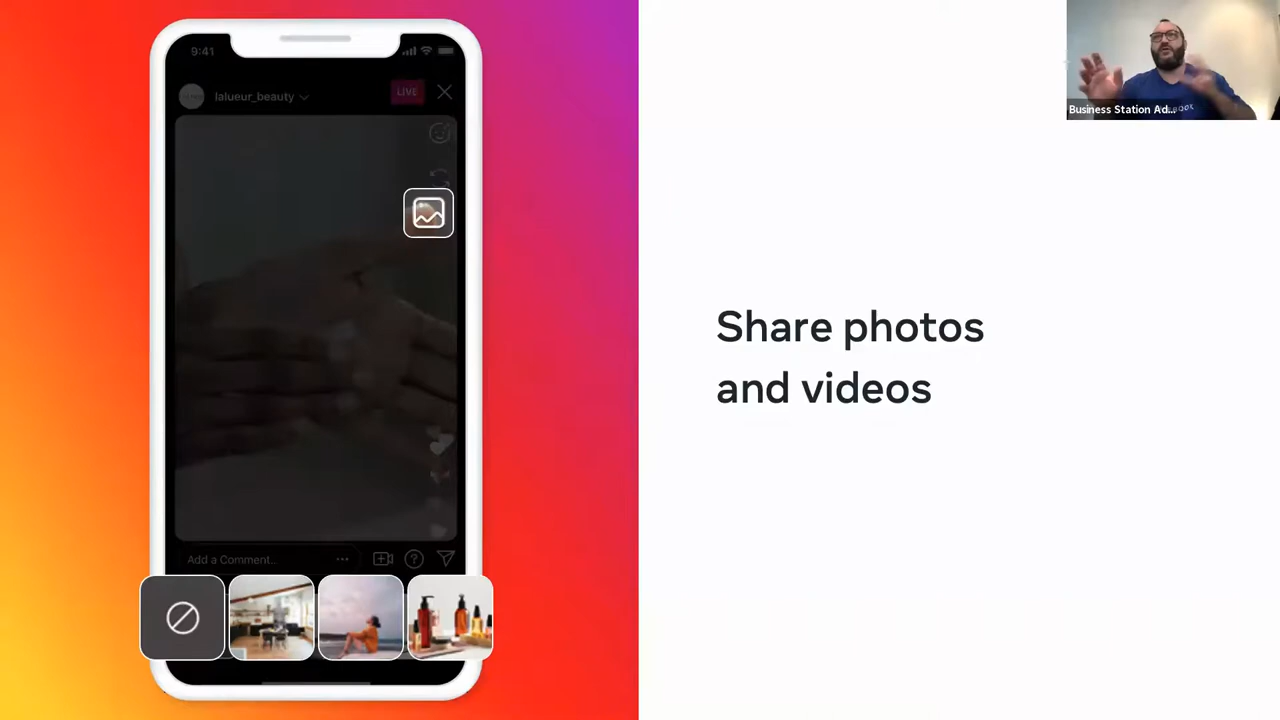 9:41
lalueur_beauty
LIVE
Business Station Ad...
Share photos
and videos
Add a Comment...